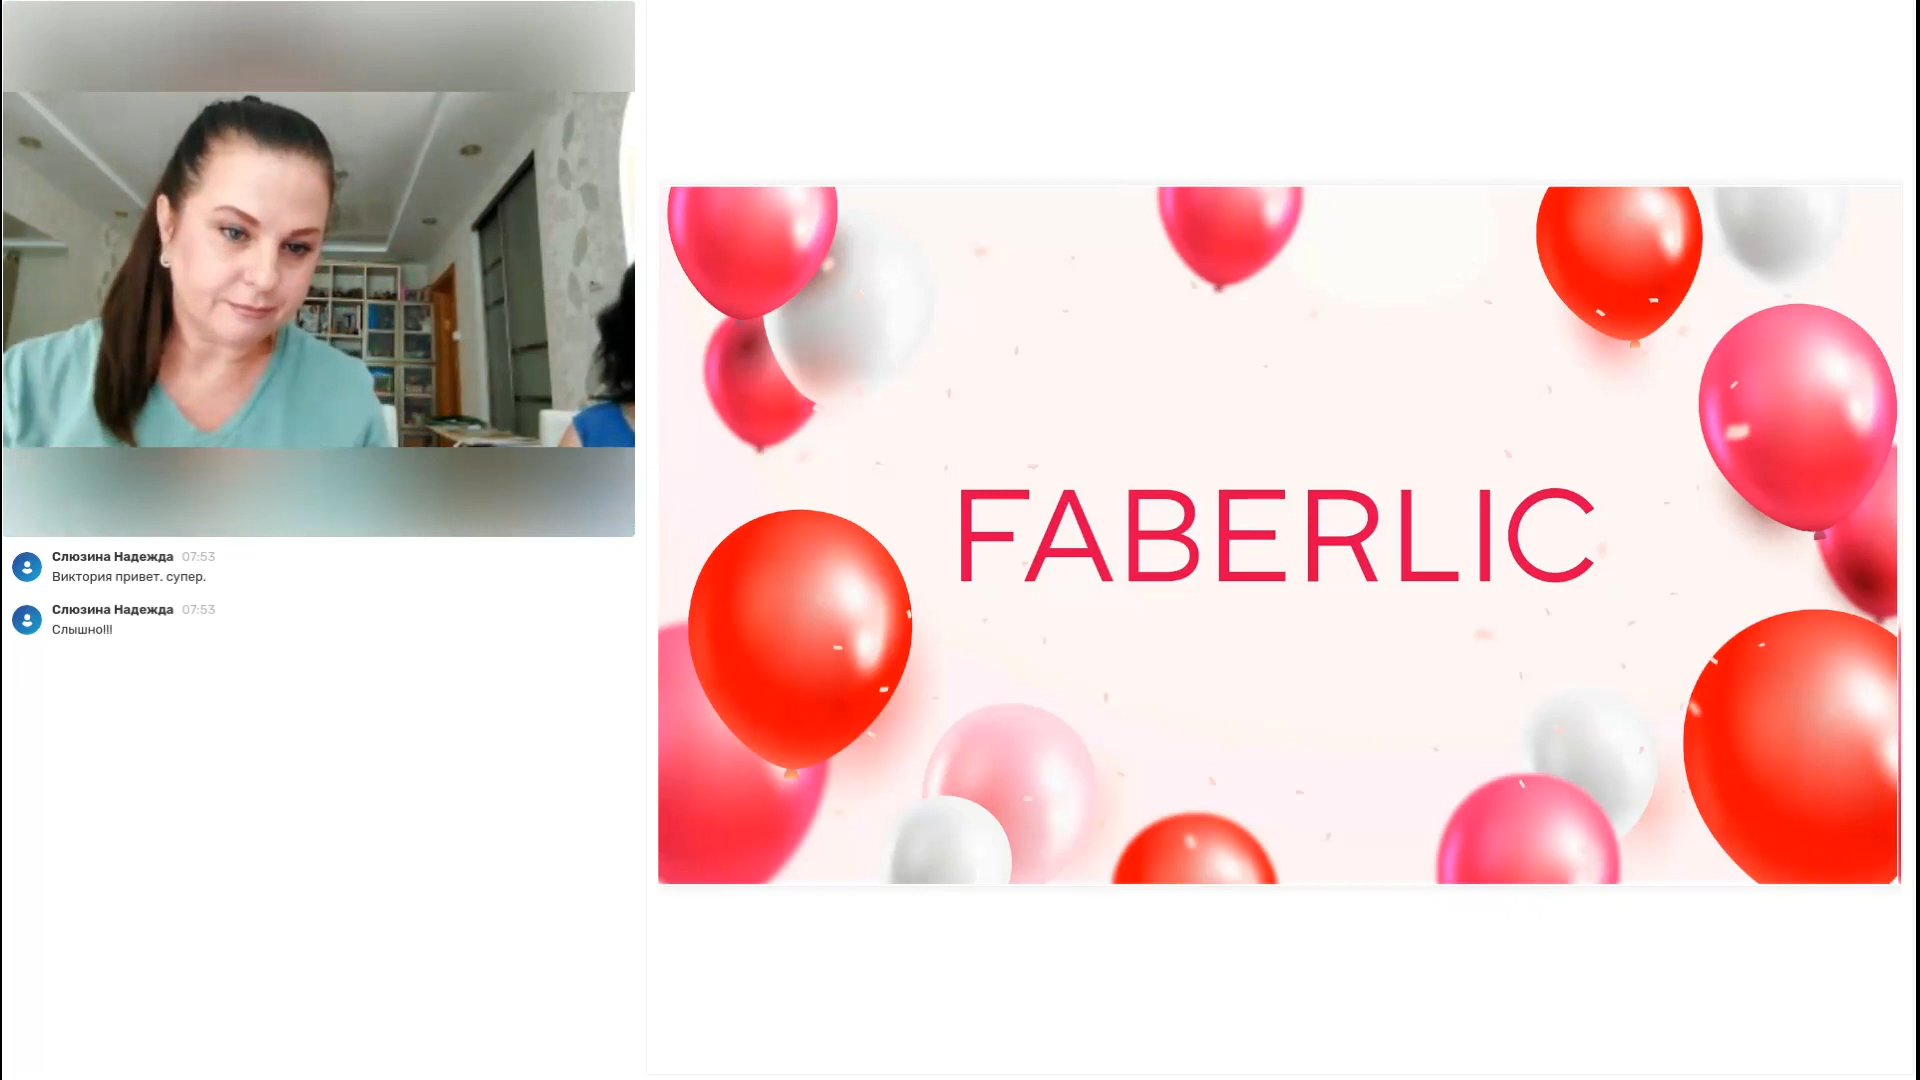 Слюзина Надежда 07:53
Виктория привет. супер.
Слюзина Надежда 07:53
Слышно!!!
FABERLIC